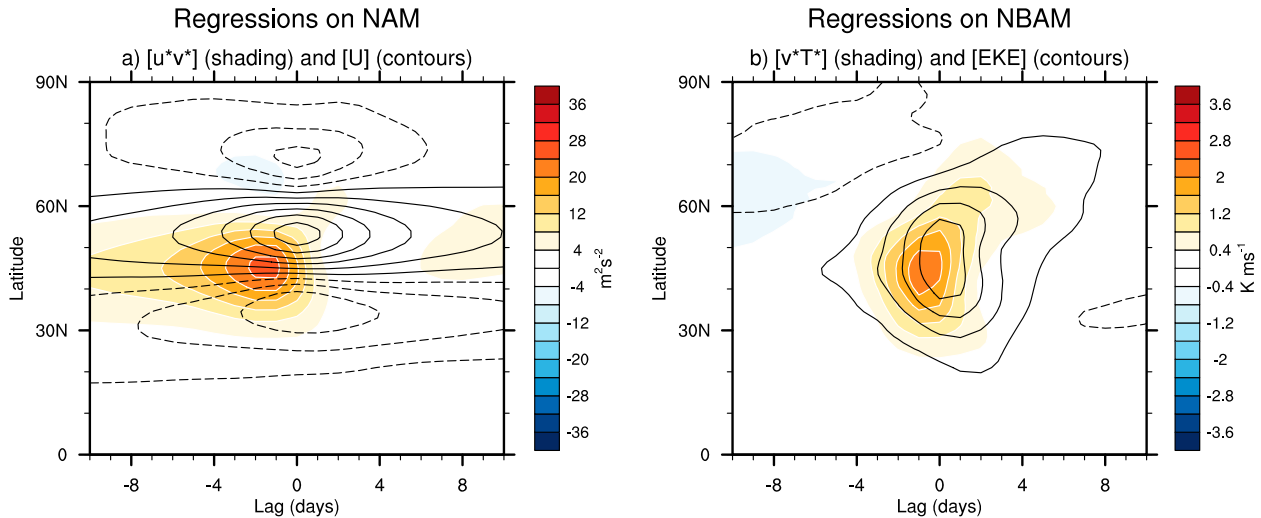 Regressions on NAM
a) [u*v*] (shading) and [U] (contours)
90N
60N
30N
0
Latitude
-8 -4 0 4 8
Lag (days)
36
28
20
12
4
-4
-12
-20
-28
-36
m²s⁻²
Regressions on NBAM
b) [v*T*] (shading) and [EKE] (contours)
90N
60N
30N
0
Latitude
-8 -4 0 4 8
Lag (days)
3.6
2.8
2
1.2
0.4
-0.4
-1.2
-2
-2.8
-3.6
K ms⁻¹